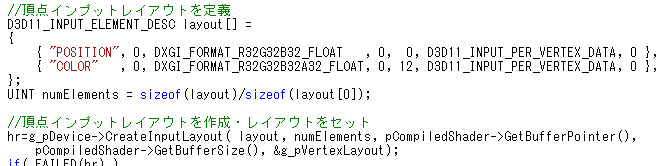 //頂点インプットレイアウトを定義
D3D11_INPUT_ELEMENT_DESC layout[] =
{
{ "POSITION", 0, DXGI_FORMAT_R32G32B32_FLOAT , 0, 0, D3D11_INPUT_PER_VERTEX_DATA, 0 },
{ "COLOR" , 0, DXGI_FORMAT_R32G32B32A32_FLOAT, 0, 12, D3D11_INPUT_PER_VERTEX_DATA, 0 },
};
UINT numElements = sizeof(layout)/sizeof(layout[0]);
//頂点インプットレイアウトを作成・レイアウトをセット
hr=g_pDevice->CreateInputLayout( layout, numElements, pCompiledShader->GetBufferPointer(),
pCompiledShader->GetBufferSize(), &g_pVertexLayout);
if( FAILED(hr) )